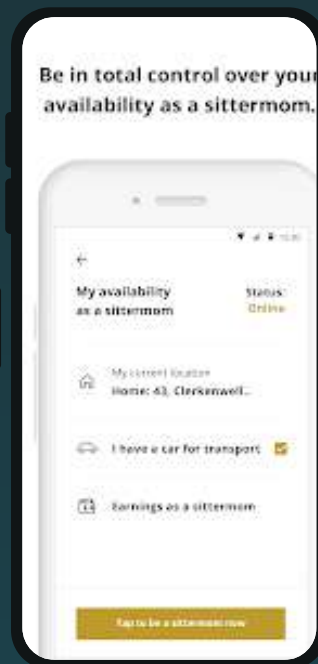 Be in total control over your
availability as a sittermom.
My availability
as a sittermom
Status:
Online
My current location
Home: 43, Clerkenwell...
I have a car for transport
Earnings as a sittermom
Tap to be a sittermom now